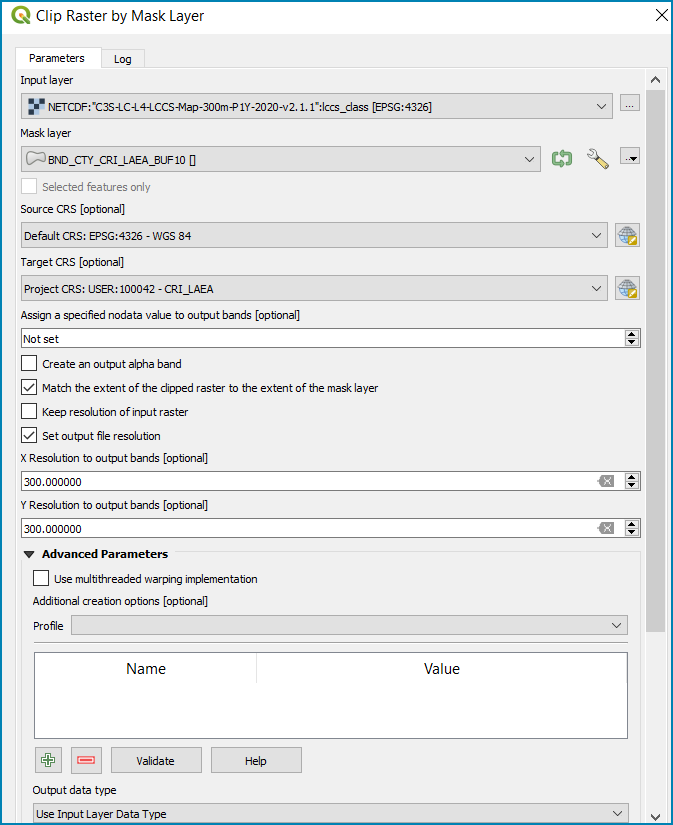 Clip Raster by Mask Layer
Parameters
Log
Input layer
NETCDF:"C3S-LC-L4-LCCS-Map-300m-P1Y-2020-v2.1.1":lccs_class [EPSG:4326]
...
Mask layer
BND_CTY_CRI_LAEA_BUF10 []
Selected features only
Source CRS [optional]
Default CRS: EPSG:4326 - WGS 84
Target CRS [optional]
Project CRS: USER:100042 - CRI_LAEA
Assign a specified nodata value to output bands [optional]
Not set
Create an output alpha band
Match the extent of the clipped raster to the extent of the mask layer
Keep resolution of input raster
Set output file resolution
X Resolution to output bands [optional]
300.000000
Y Resolution to output bands [optional]
300.000000
Advanced Parameters
Use multithreaded warping implementation
Additional creation options [optional]
Profile
Name Value
Validate Help
Output data type
Use Input Layer Data Type